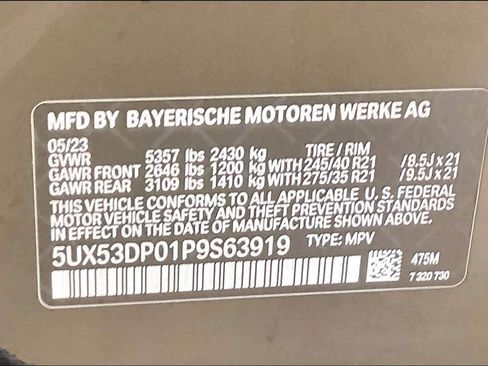 MFD BY BAYERISCHE MOTOREN WERKE AG
05/23 TIRE / RIM
GVWR 5357 lbs 2430 kg
GAWR FRONT 2646 lbs 1200 kg WITH 245/40 R21 /8.5J x 21
GAWR REAR 3109 lbs 1410 kg WITH 275/35 R21 /9.5J x 21
THIS VEHICLE CONFORMS TO ALL APPLICABLE U. S. FEDERAL
MOTOR VEHICLE SAFETY AND THEFT PREVENTION STANDARDS
IN EFFECT ON THE DATE OF MANUFACTURE SHOWN ABOVE.
5UX53DP01P9S63919 TYPE: MPV
475M
7 320 730